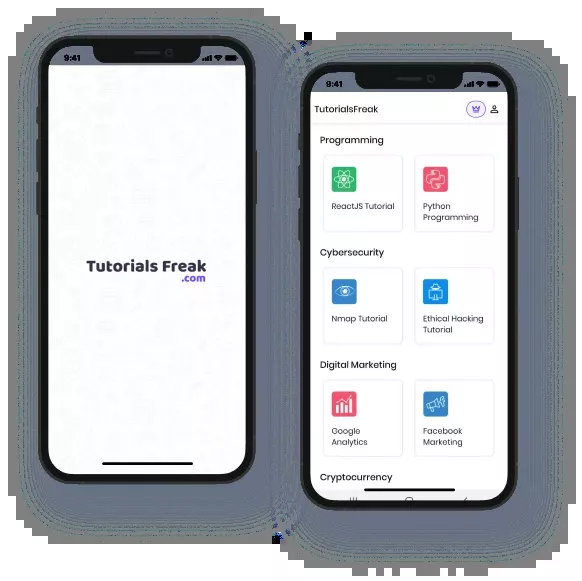 9:41
Tutorials Freak
.com
9:41
TutorialsFreak
Programming
ReactJS Tutorial
Python
Programming
Cybersecurity
Nmap Tutorial
Ethical Hacking
Tutorial
Digital Marketing
Google
Analytics
Facebook
Marketing
Cryptocurrency